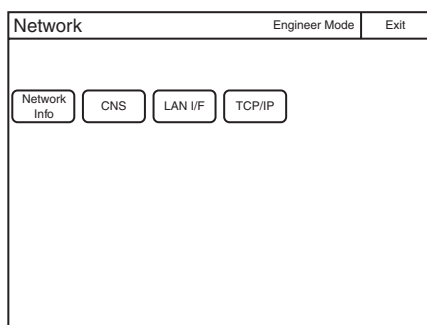 Network Engineer Mode Exit
Network
Info
CNS LAN I/F TCP/IP